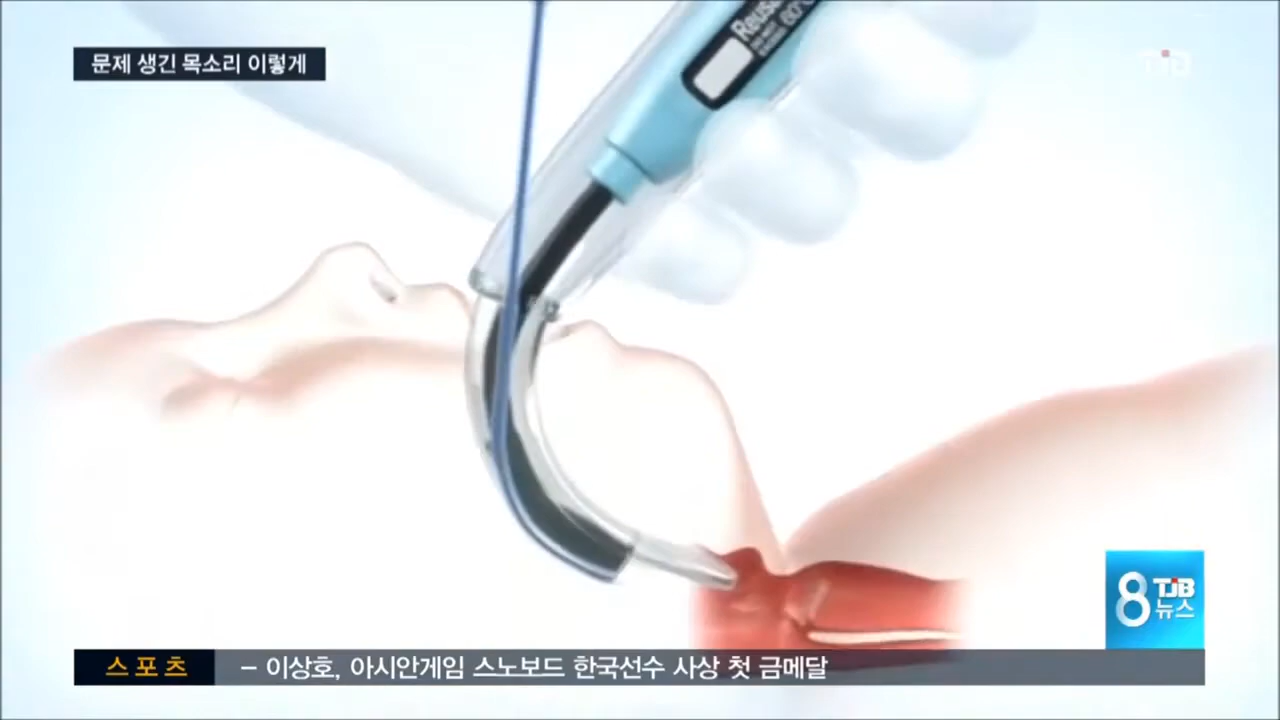 문제 생긴 목소리 이렇게
TJB
Reuse
60°C
8 TJB
뉴스
스포츠
- 이상호, 아시안게임 스노보드 한국선수 사상 첫 금메달